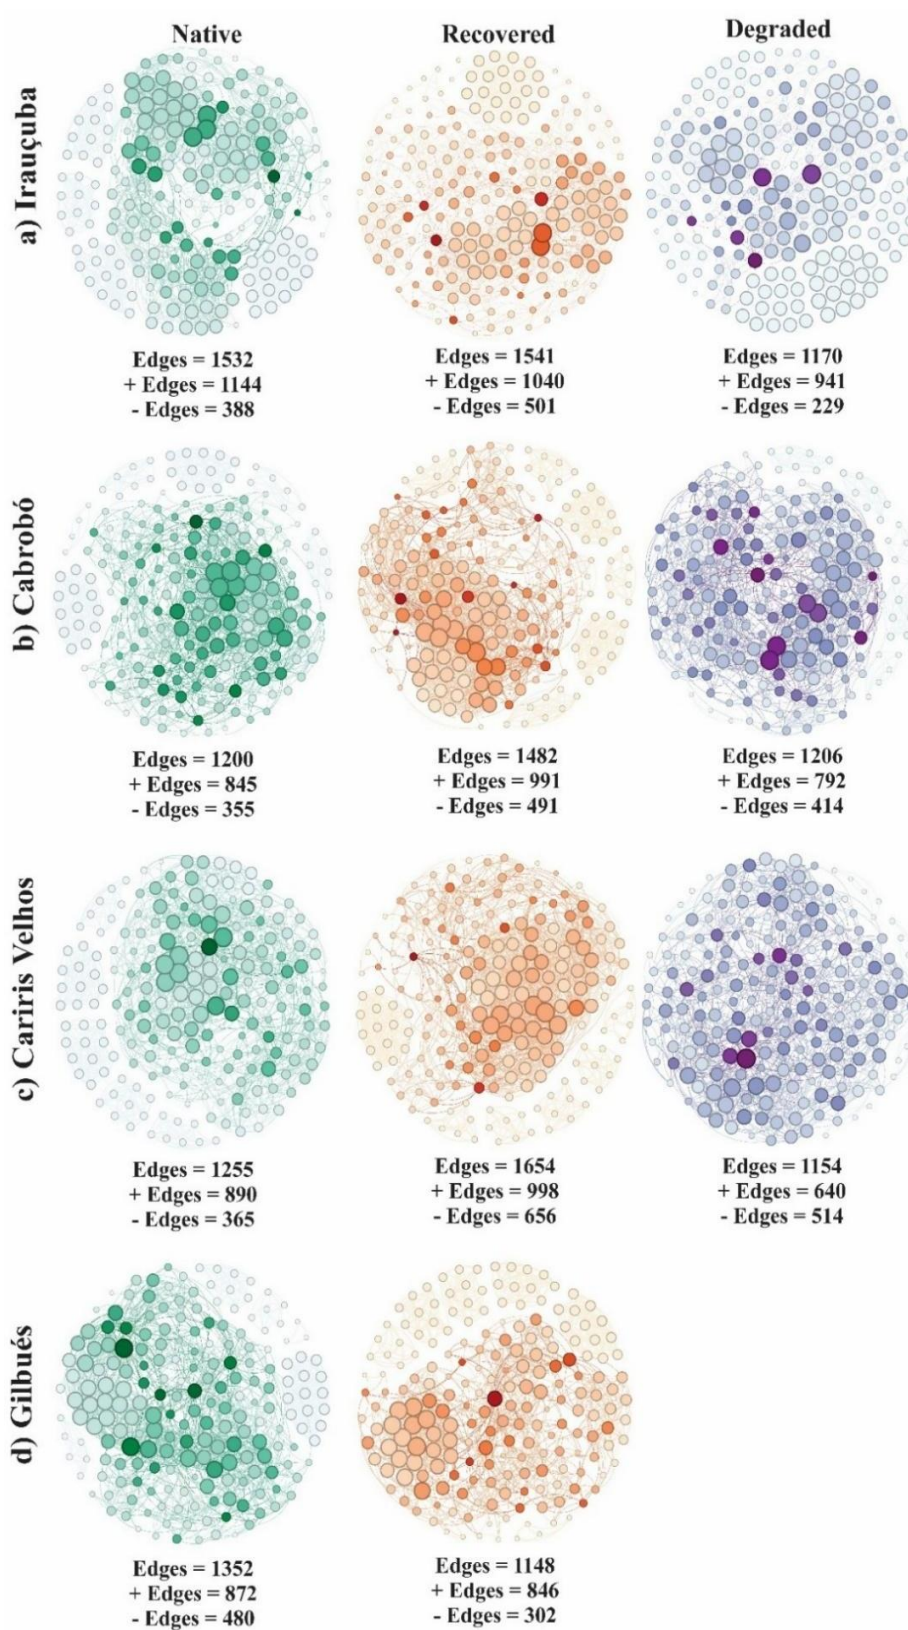 Native
Recovered
Degraded
a) Irauçuba
Edges = 1532
+ Edges = 1144
- Edges = 388
Edges = 1541
+ Edges = 1040
- Edges = 501
Edges = 1170
+ Edges = 941
- Edges = 229
b) Cabrobó
Edges = 1200
+ Edges = 845
- Edges = 355
Edges = 1482
+ Edges = 991
- Edges = 491
Edges = 1206
+ Edges = 792
- Edges = 414
c) Cariris Velhos
Edges = 1255
+ Edges = 890
- Edges = 365
Edges = 1654
+ Edges = 998
- Edges = 656
Edges = 1154
+ Edges = 640
- Edges = 514
d) Gilbués
Edges = 1352
+ Edges = 872
- Edges = 480
Edges = 1148
+ Edges = 846
- Edges = 302